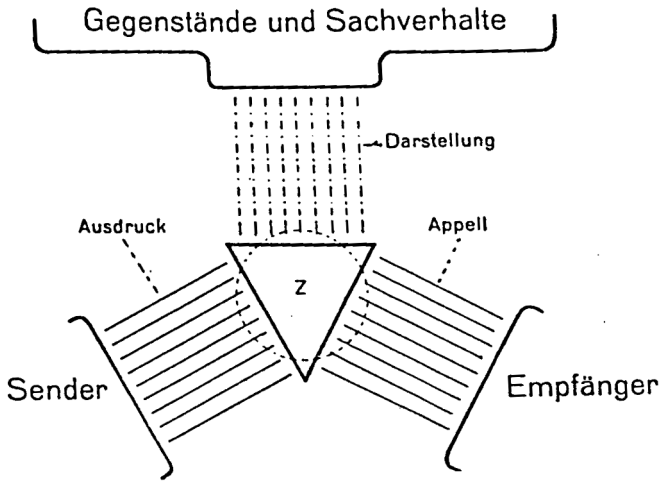 Gegenstände und Sachverhalte
Darstellung
Ausdruck
Appell
Z
Sender
Empfänger